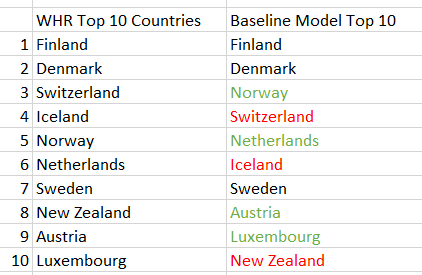 WHR Top 10 Countries Baseline Model Top 10
1 Finland Finland
2 Denmark Denmark
3 Switzerland Norway
4 Iceland Switzerland
5 Norway Netherlands
6 Netherlands Iceland
7 Sweden Sweden
8 New Zealand Austria
9 Austria Luxembourg
10 Luxembourg New Zealand